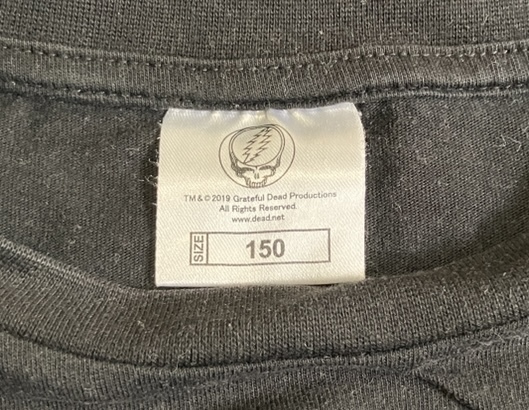 TM & © 2019 Grateful Dead Productions
All Rights Reserved.
www.dead.net
SIZE
150